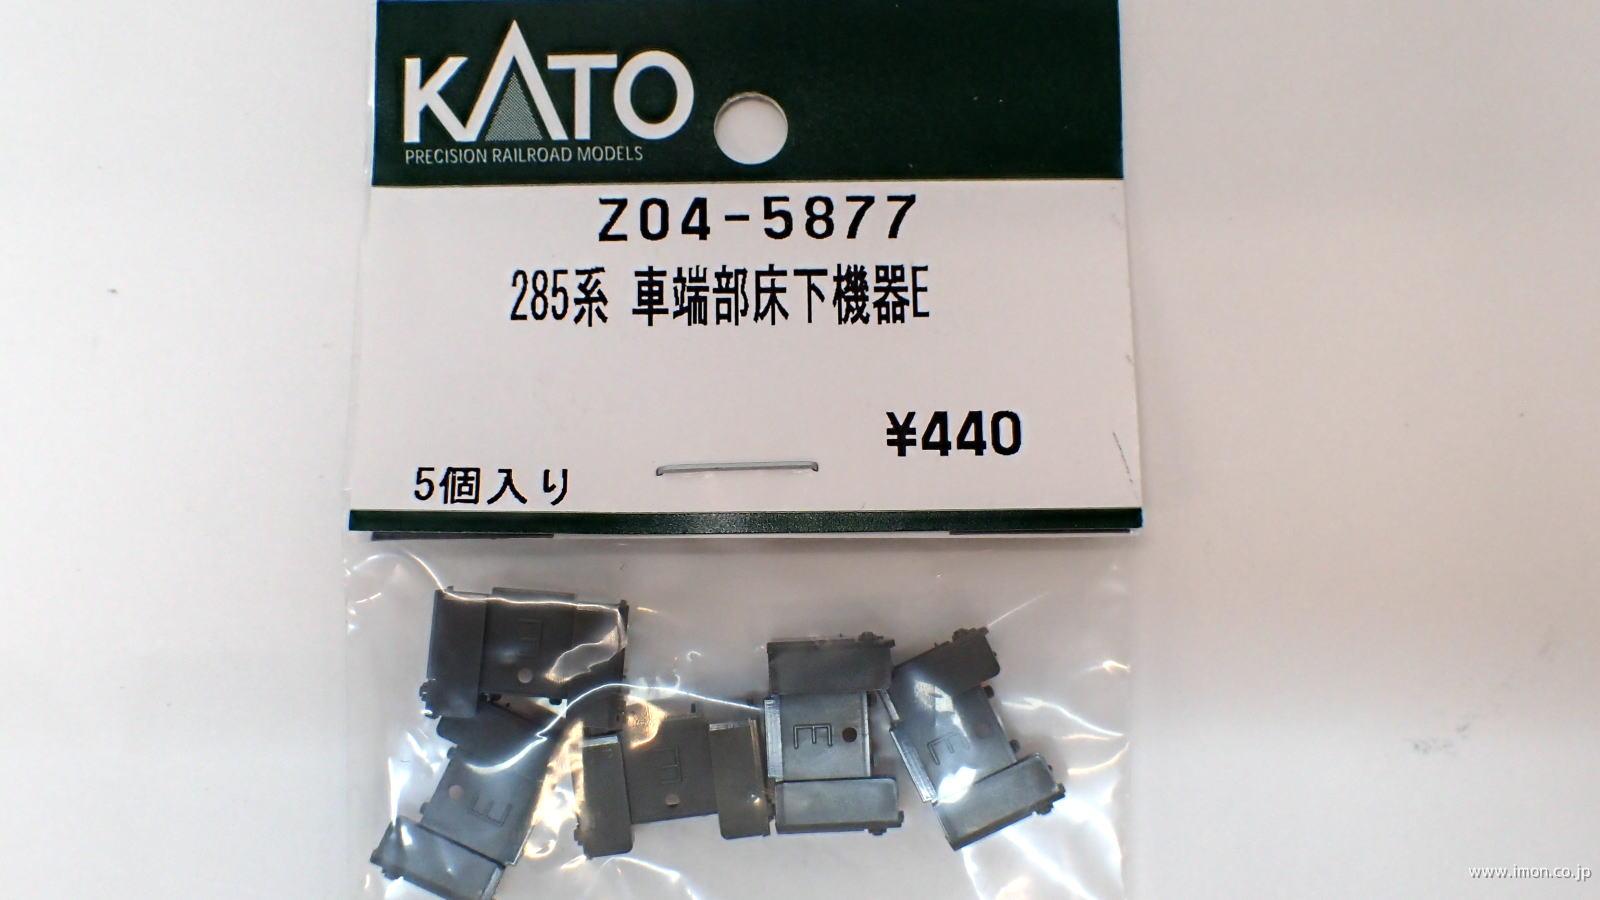 KATO
PRECISION RAILROAD MODELS
Z04-5877
285系 車端部床下機器E
¥440
5個入り
E
E
E
E
E
www.imon.co.jp